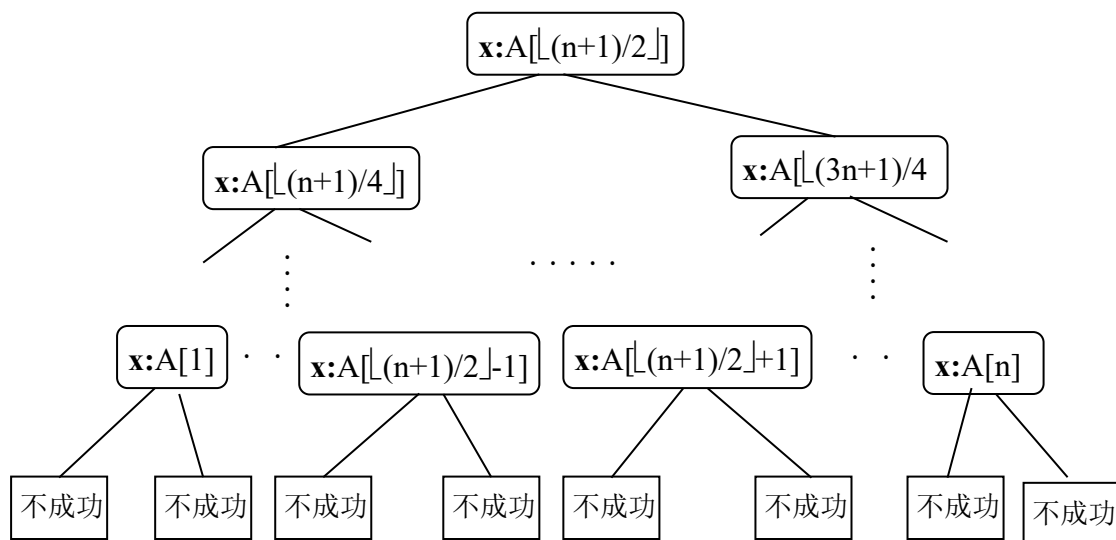 x:A[⌊(n+1)/2⌋]
x:A[⌊(n+1)/4⌋]
x:A[⌊(3n+1)/4
. . . . .
x:A[1]
. .
x:A[⌊(n+1)/2⌋-1]
x:A[⌊(n+1)/2⌋+1]
. .
x:A[n]
不成功
不成功
不成功
不成功
不成功
不成功
不成功
不成功